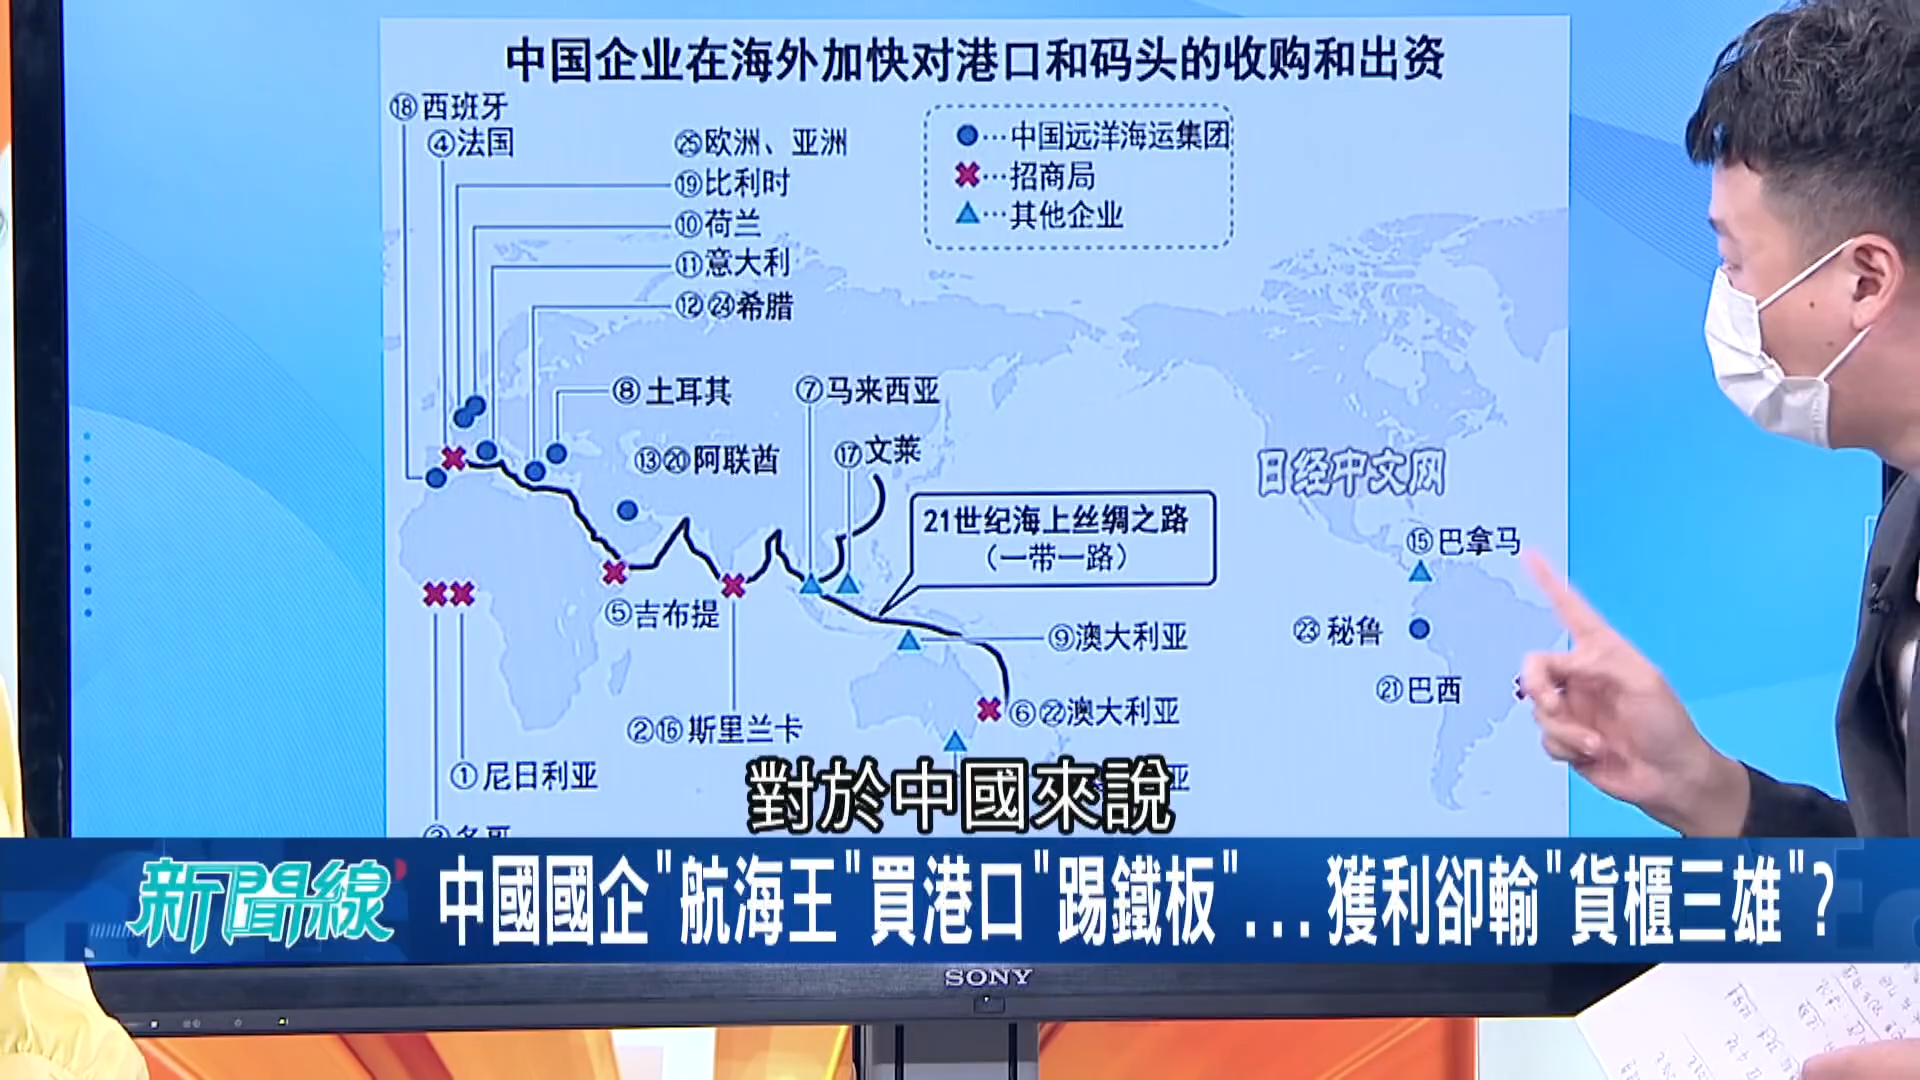 中国企业在海外加快对港口和码头的收购和出资
⑱西班牙
④法国
㉕欧洲、亚洲
⑲比利时
⑩荷兰
⑪意大利
⑫㉔希腊
●…中国远洋海运集团
✖…招商局
▲…其他企业
⑧土耳其
⑦马来西亚
⑬⑳阿联酋
⑰文莱
日经中文网
21世纪海上丝绸之路
（一带一路）
⑮巴拿马
⑤吉布提
㉓秘鲁
⑨澳大利亚
㉑巴西
②⑯斯里兰卡
⑥㉒澳大利亚
①尼日利亚
亚
對於中國來說
新聞線
中國國企"航海王"買港口"踢鐵板"...獲利卻輸"貨櫃三雄"?
SONY